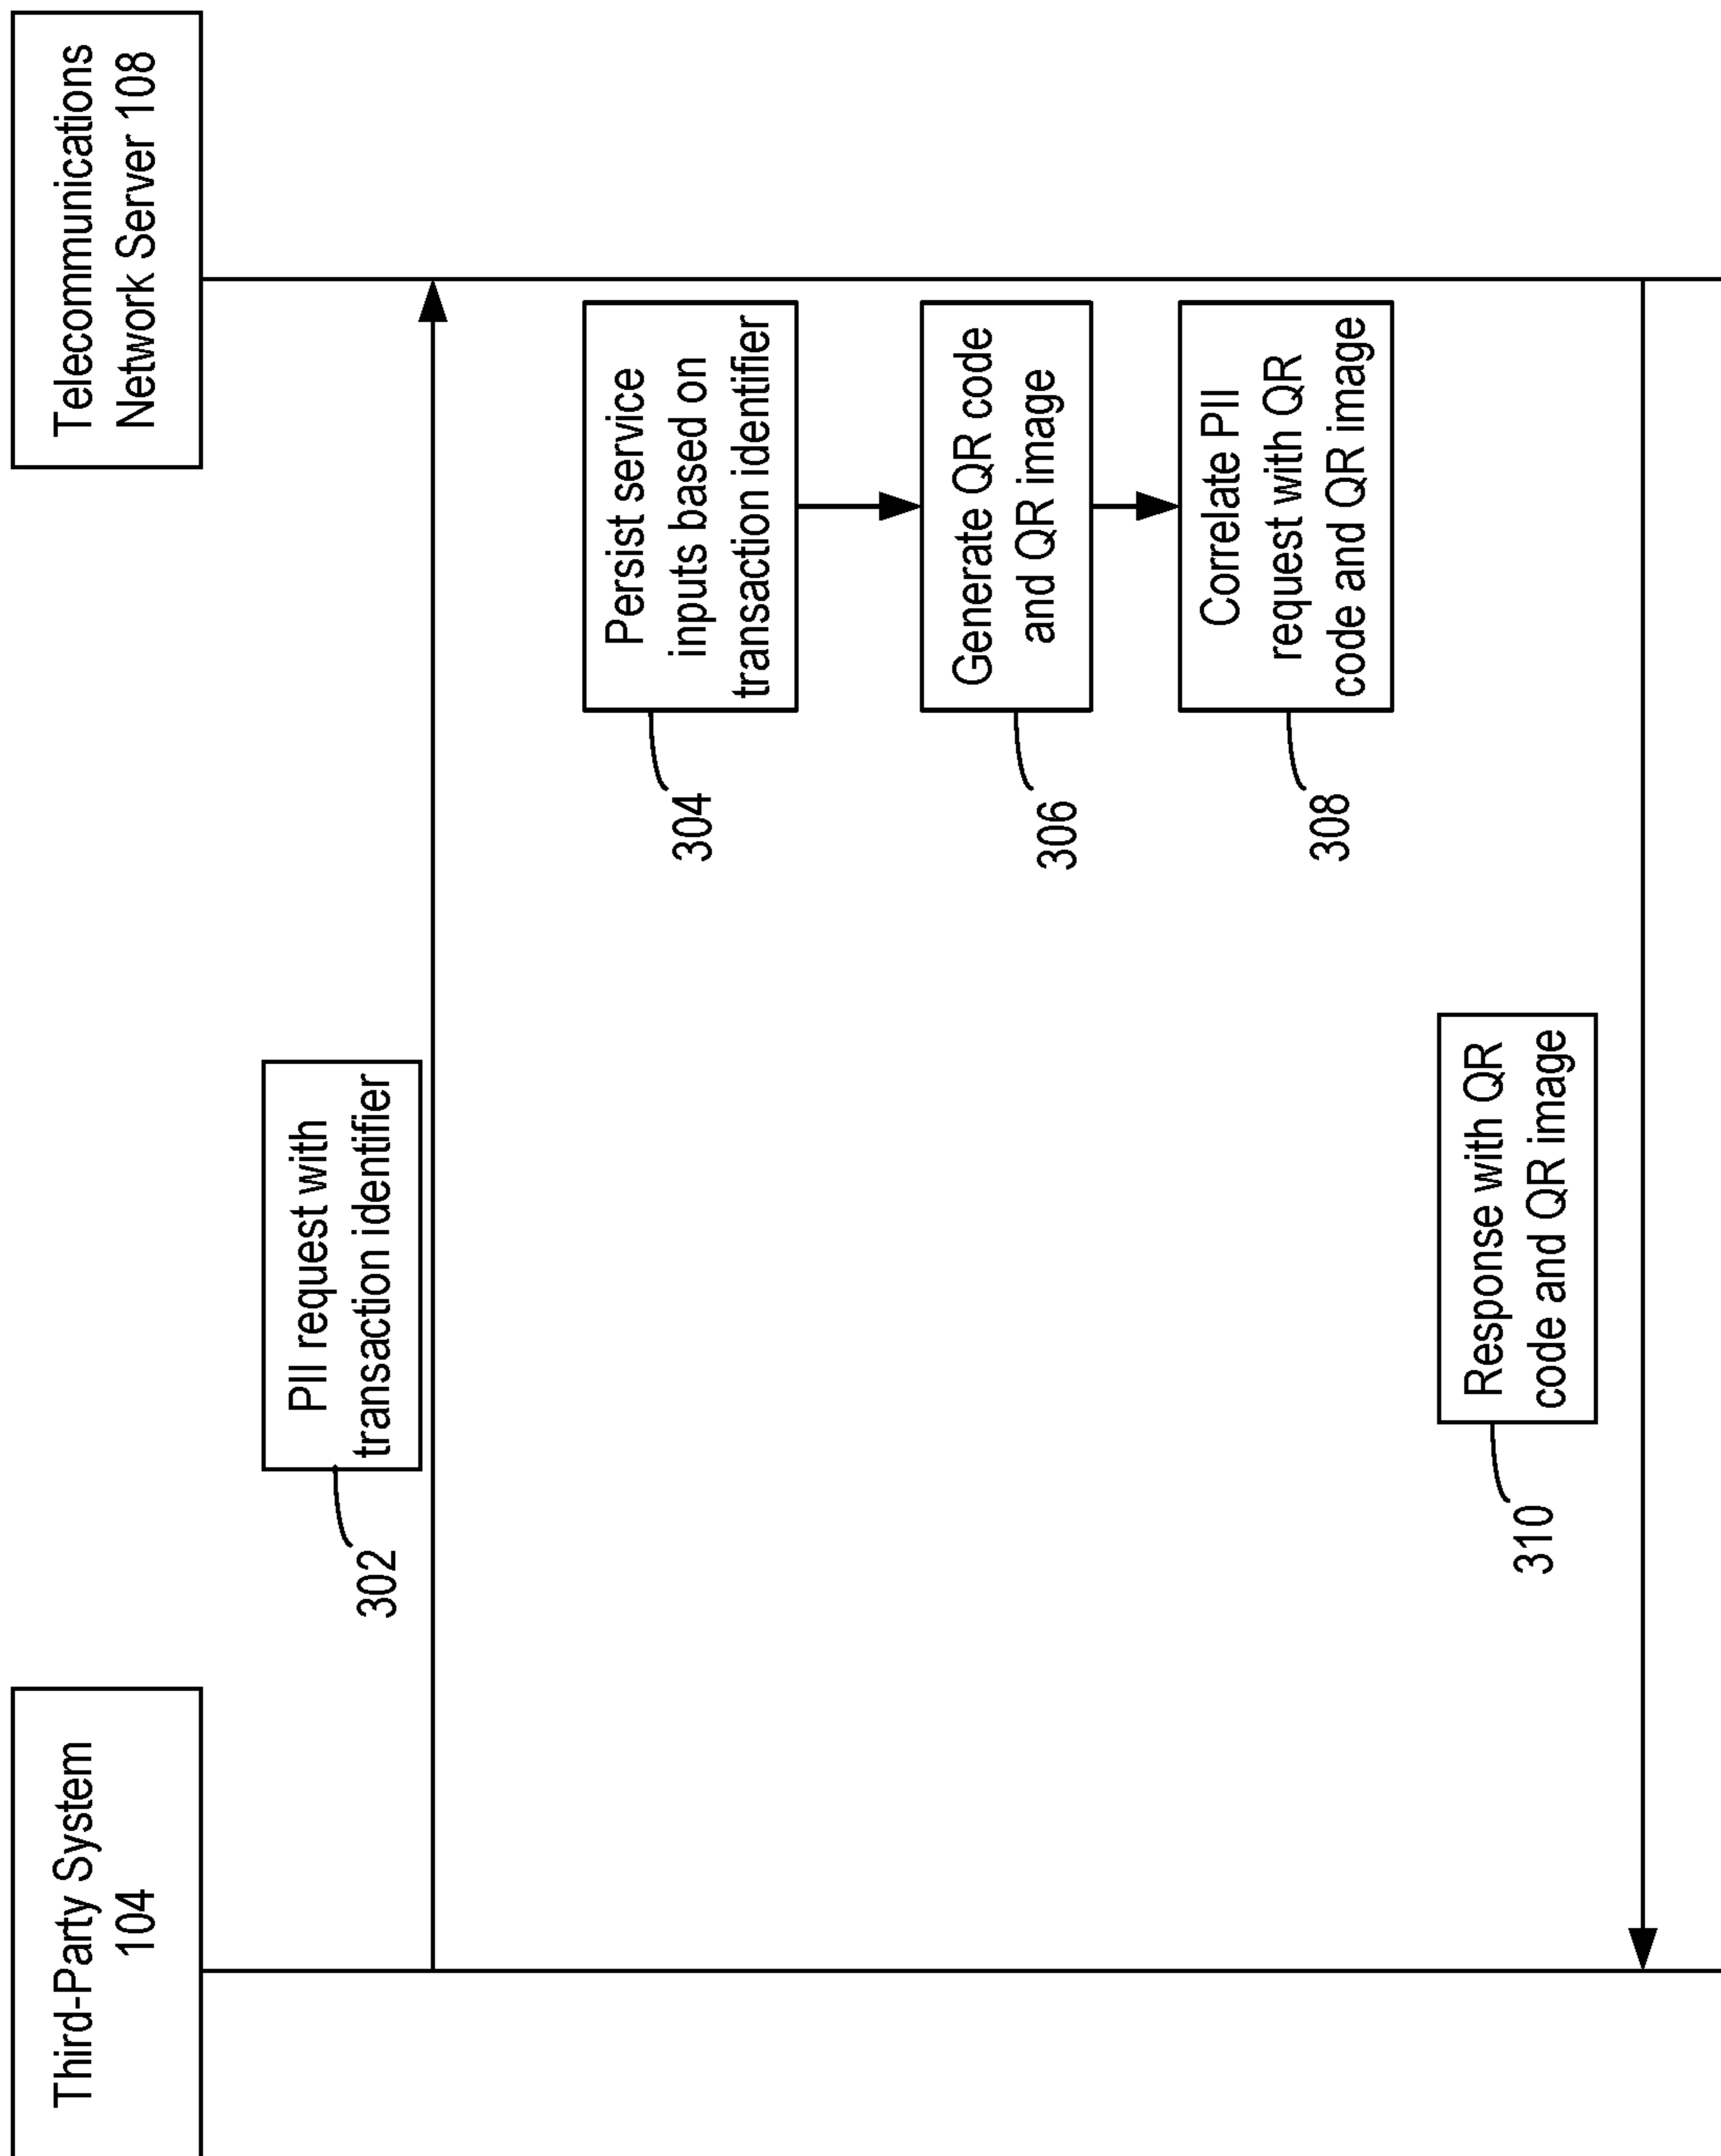 Third-Party System
104
Telecommunications
Network Server 108
PII request with
transaction identifier
302
Persist service
inputs based on
transaction identifier
304
Generate QR code
and QR image
306
Correlate PII
request with QR
code and QR image
308
Response with QR
code and QR image
310